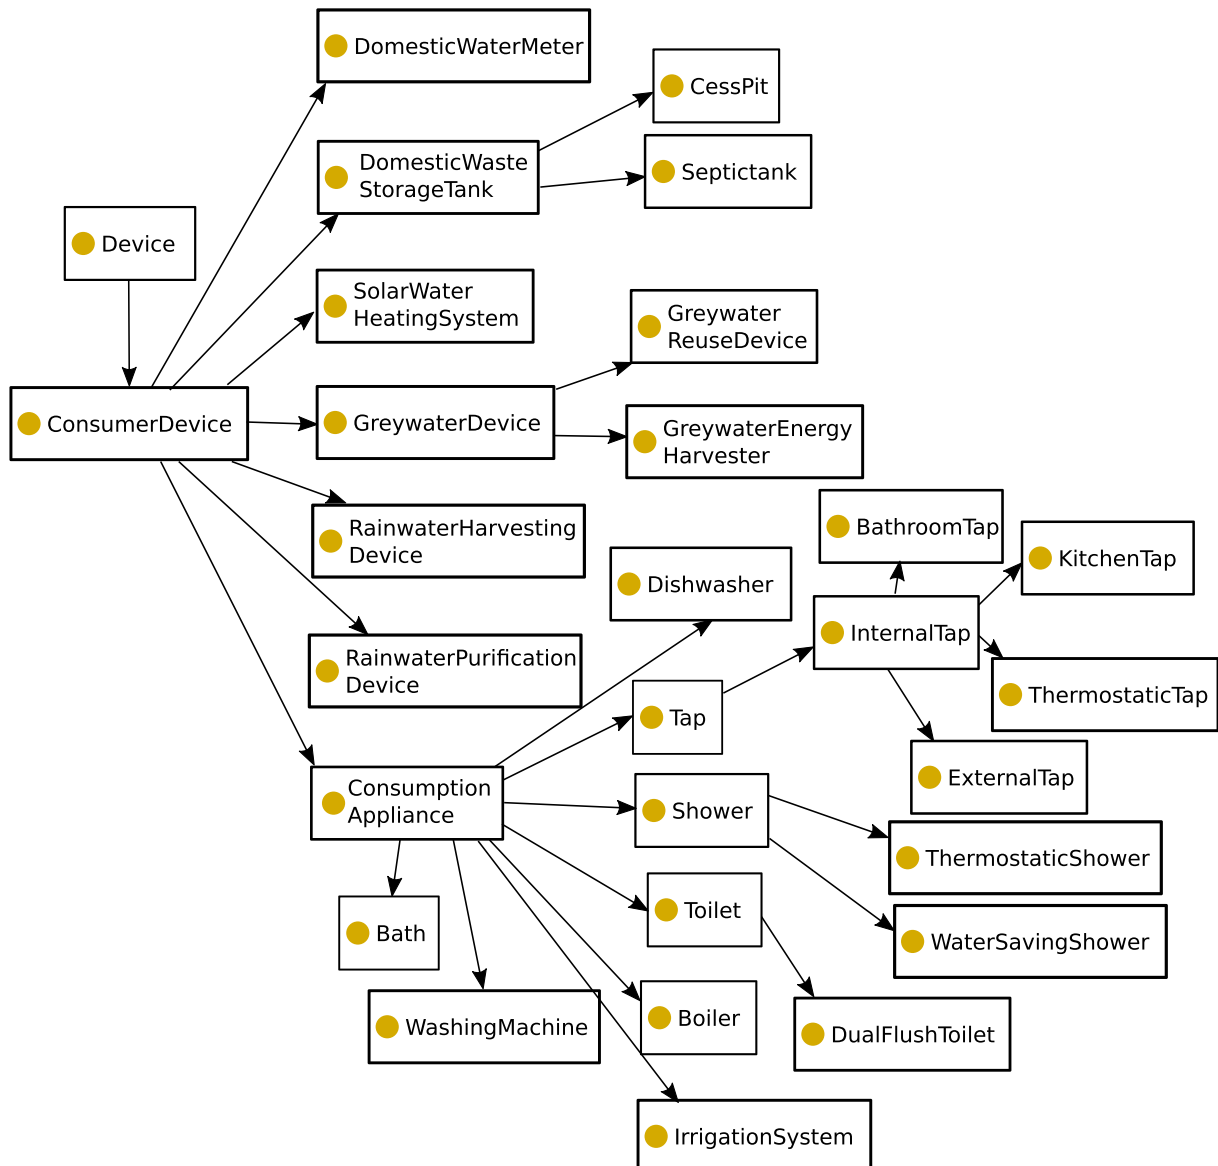 DomesticWaterMeter
CessPit
DomesticWaste
StorageTank
Septictank
Device
SolarWater
HeatingSystem
Greywater
ReuseDevice
ConsumerDevice
GreywaterDevice
GreywaterEnergy
Harvester
RainwaterHarvesting
Device
BathroomTap
KitchenTap
Dishwasher
InternalTap
RainwaterPurification
Device
ThermostaticTap
Tap
ExternalTap
Consumption
Appliance
Shower
ThermostaticShower
Toilet
Bath
WaterSavingShower
WashingMachine
Boiler
DualFlushToilet
IrrigationSystem